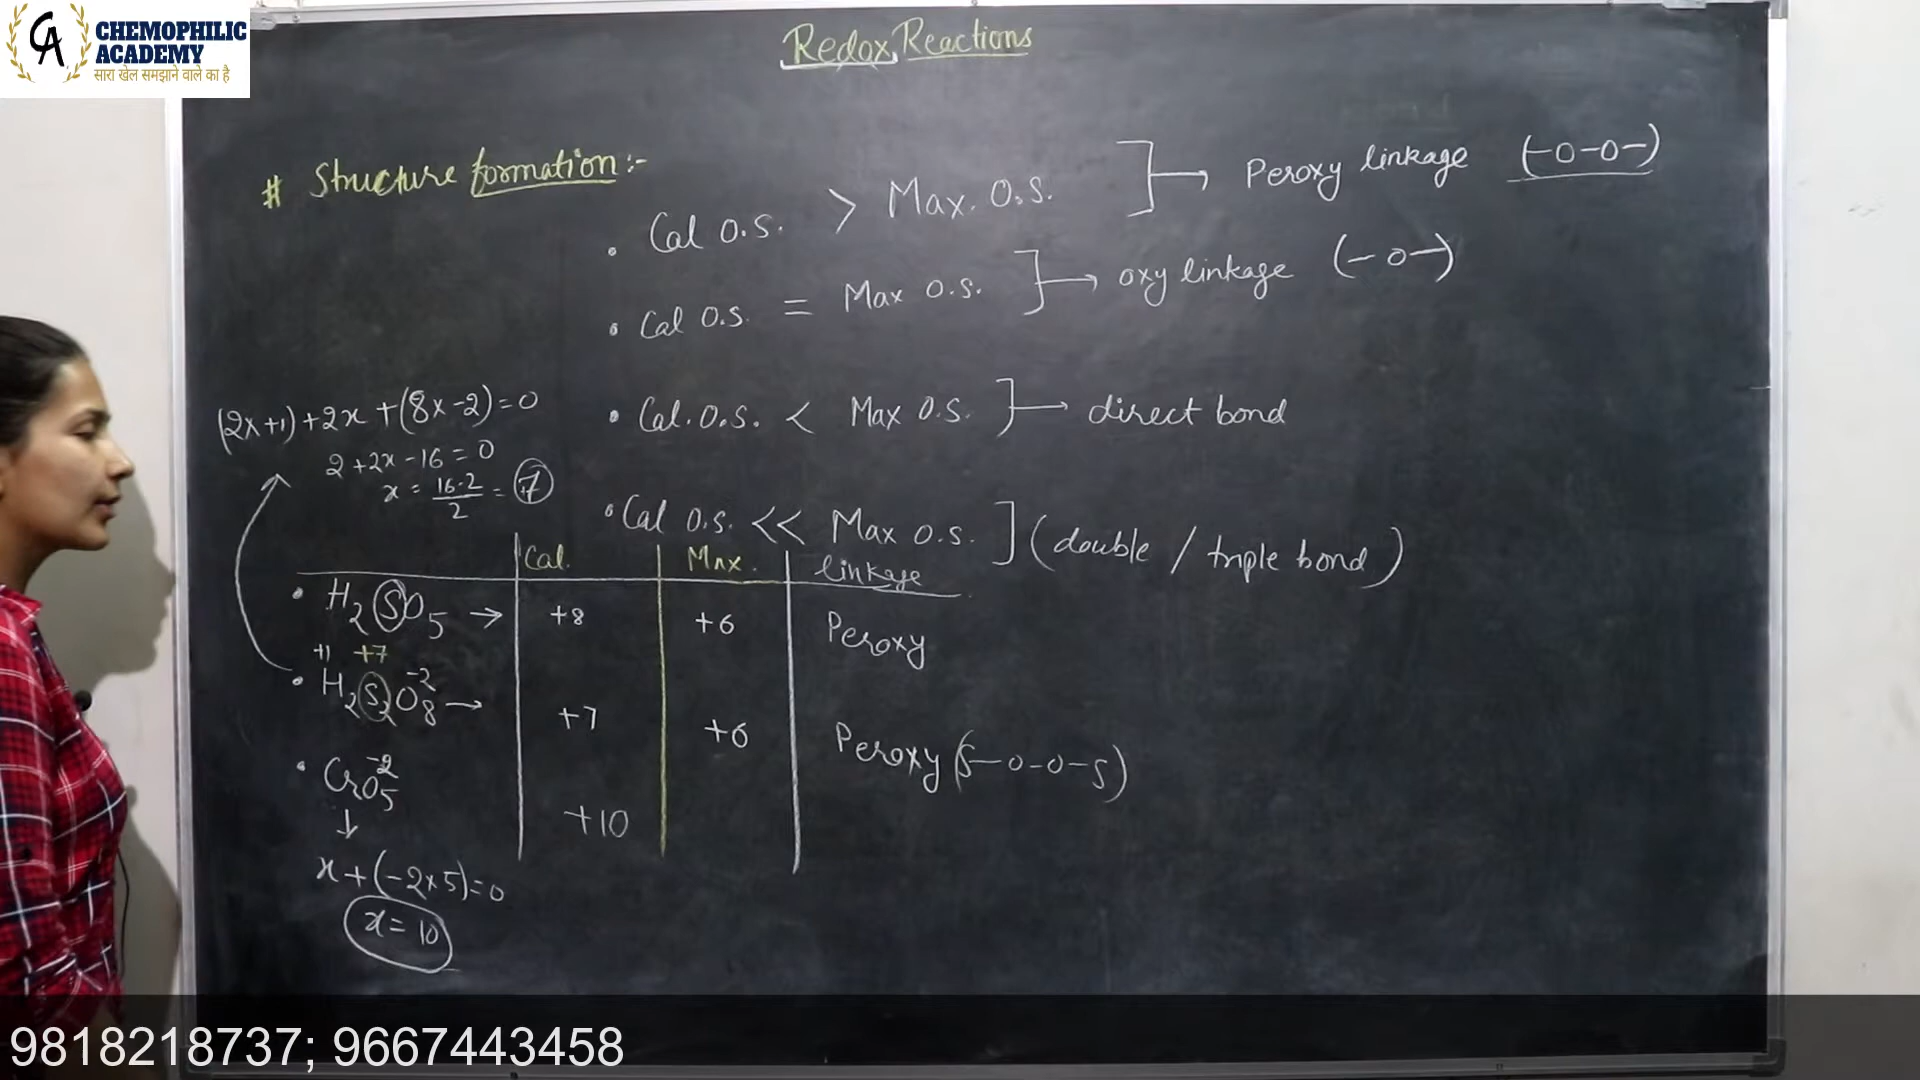 CA CHEMOPHILIC
ACADEMY
सारा खेल समझाने वाले का है
Redox Reactions
# Structure formation :-
• Cal O.S. > Max. O.S. ] → Peroxy linkage (-O-O-)
• Cal O.S. = Max O.S. ] → oxy linkage (-O-)
• Cal. O.S. < Max O.S. ] → direct bond
• Cal O.S. << Max O.S. ] (double / triple bond)
(2x+1)+2x+(8x-2)=0
2+2x-16=0
x = 16-2/2 = +7
Cal. Max. linkage
• H2SO5 → +8 +6 Peroxy
+1 +7 -2
• H2S2O8 → +7 +6 Peroxy (S-O-O-S)
• CrO5 -2 +10
↓
x+(-2x5)=0
x = 10
9818218737; 9667443458